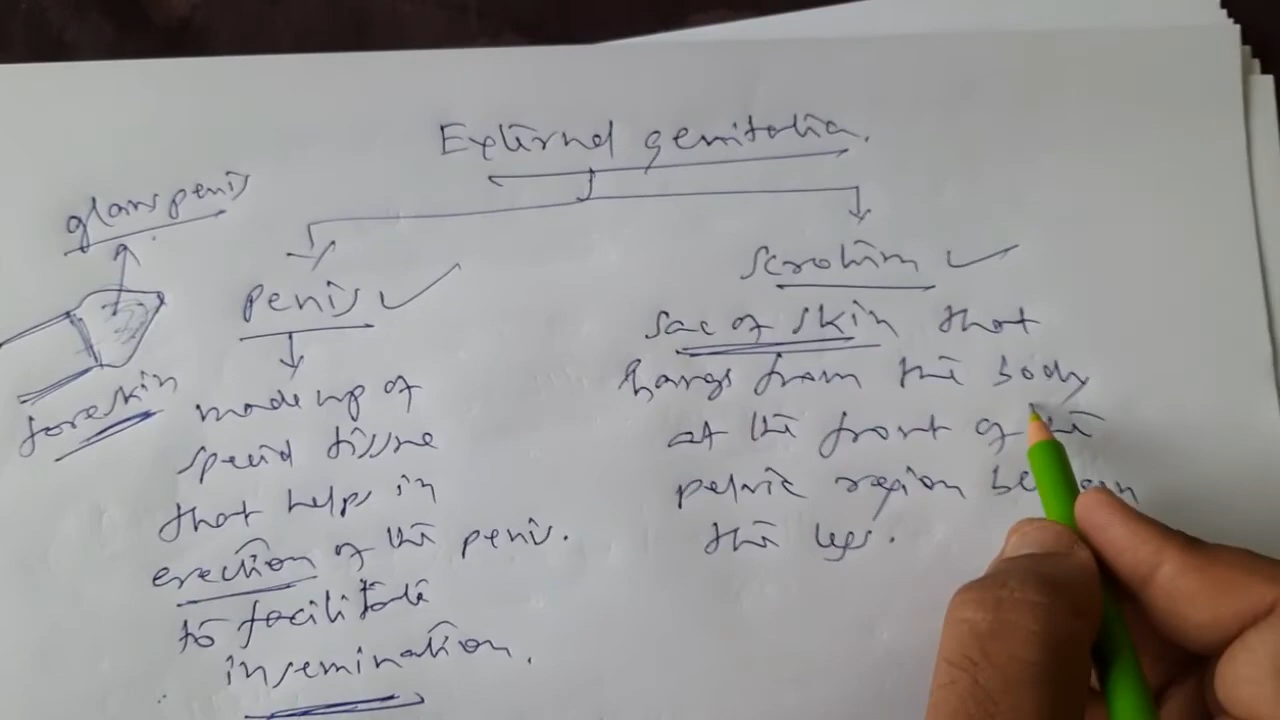 External genitalia.
glans penis
foreskin
Penis
made up of
special tissue
that helps in
erection of the penis.
to facilitate
insemination.
Scrotum
sac of skin that
hangs from the body
at the front of the
pelvic region between
the legs.